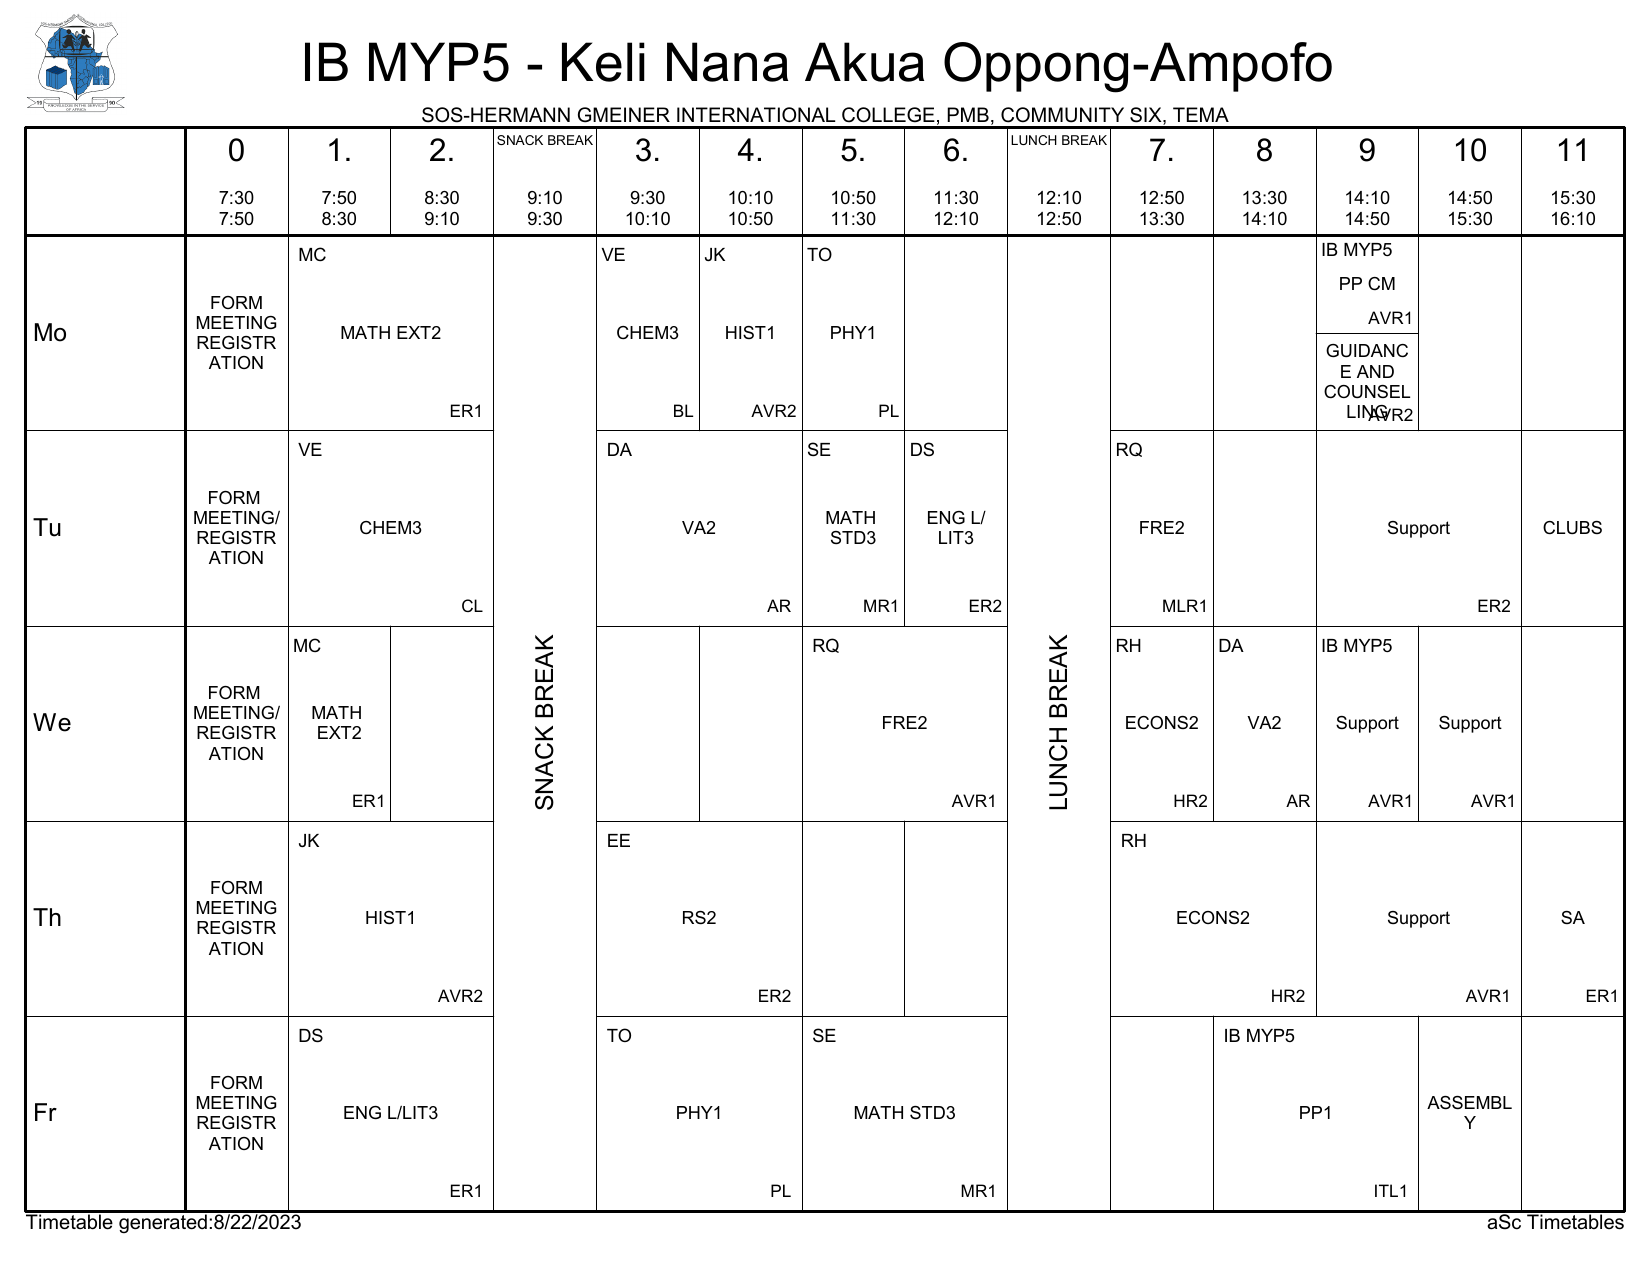 IB MYP5 - Keli Nana Akua Oppong-Ampofo
SOS-HERMANN GMEINER INTERNATIONAL COLLEGE, PMB, COMMUNITY SIX, TEMA
19 90
KNOWLEDGE IN THE SERVICE
OF AFRICA
0 1. 2. SNACK BREAK 3. 4. 5. 6. LUNCH BREAK 7. 8 9 10 11
7:30 7:50 8:30 9:10 9:30 10:10 10:50 11:30 12:10 12:50 13:30 14:10 14:50 15:30
7:50 8:30 9:10 9:30 10:10 10:50 11:30 12:10 12:50 13:30 14:10 14:50 15:30 16:10
Mo
FORM
MEETING
REGISTR
ATION
MC
MATH EXT2
ER1
VE
CHEM3
BL
JK
HIST1
AVR2
TO
PHY1
PL
IB MYP5
PP CM
AVR1
GUIDANC
E AND
COUNSEL
LING
AVR2
Tu
FORM
MEETING/
REGISTR
ATION
VE
CHEM3
CL
DA
VA2
AR
SE
MATH
STD3
MR1
DS
ENG L/
LIT3
ER2
RQ
FRE2
MLR1
Support
ER2
CLUBS
We
FORM
MEETING/
REGISTR
ATION
MC
MATH
EXT2
ER1
SNACK BREAK
RQ
FRE2
AVR1
LUNCH BREAK
RH
ECONS2
HR2
DA
VA2
AR
IB MYP5
Support
AVR1
Support
AVR1
Th
FORM
MEETING
REGISTR
ATION
JK
HIST1
AVR2
EE
RS2
ER2
RH
ECONS2
HR2
Support
AVR1
SA
ER1
Fr
FORM
MEETING
REGISTR
ATION
DS
ENG L/LIT3
ER1
TO
PHY1
PL
SE
MATH STD3
MR1
IB MYP5
PP1
ITL1
ASSEMBL
Y
Timetable generated:8/22/2023
aSc Timetables